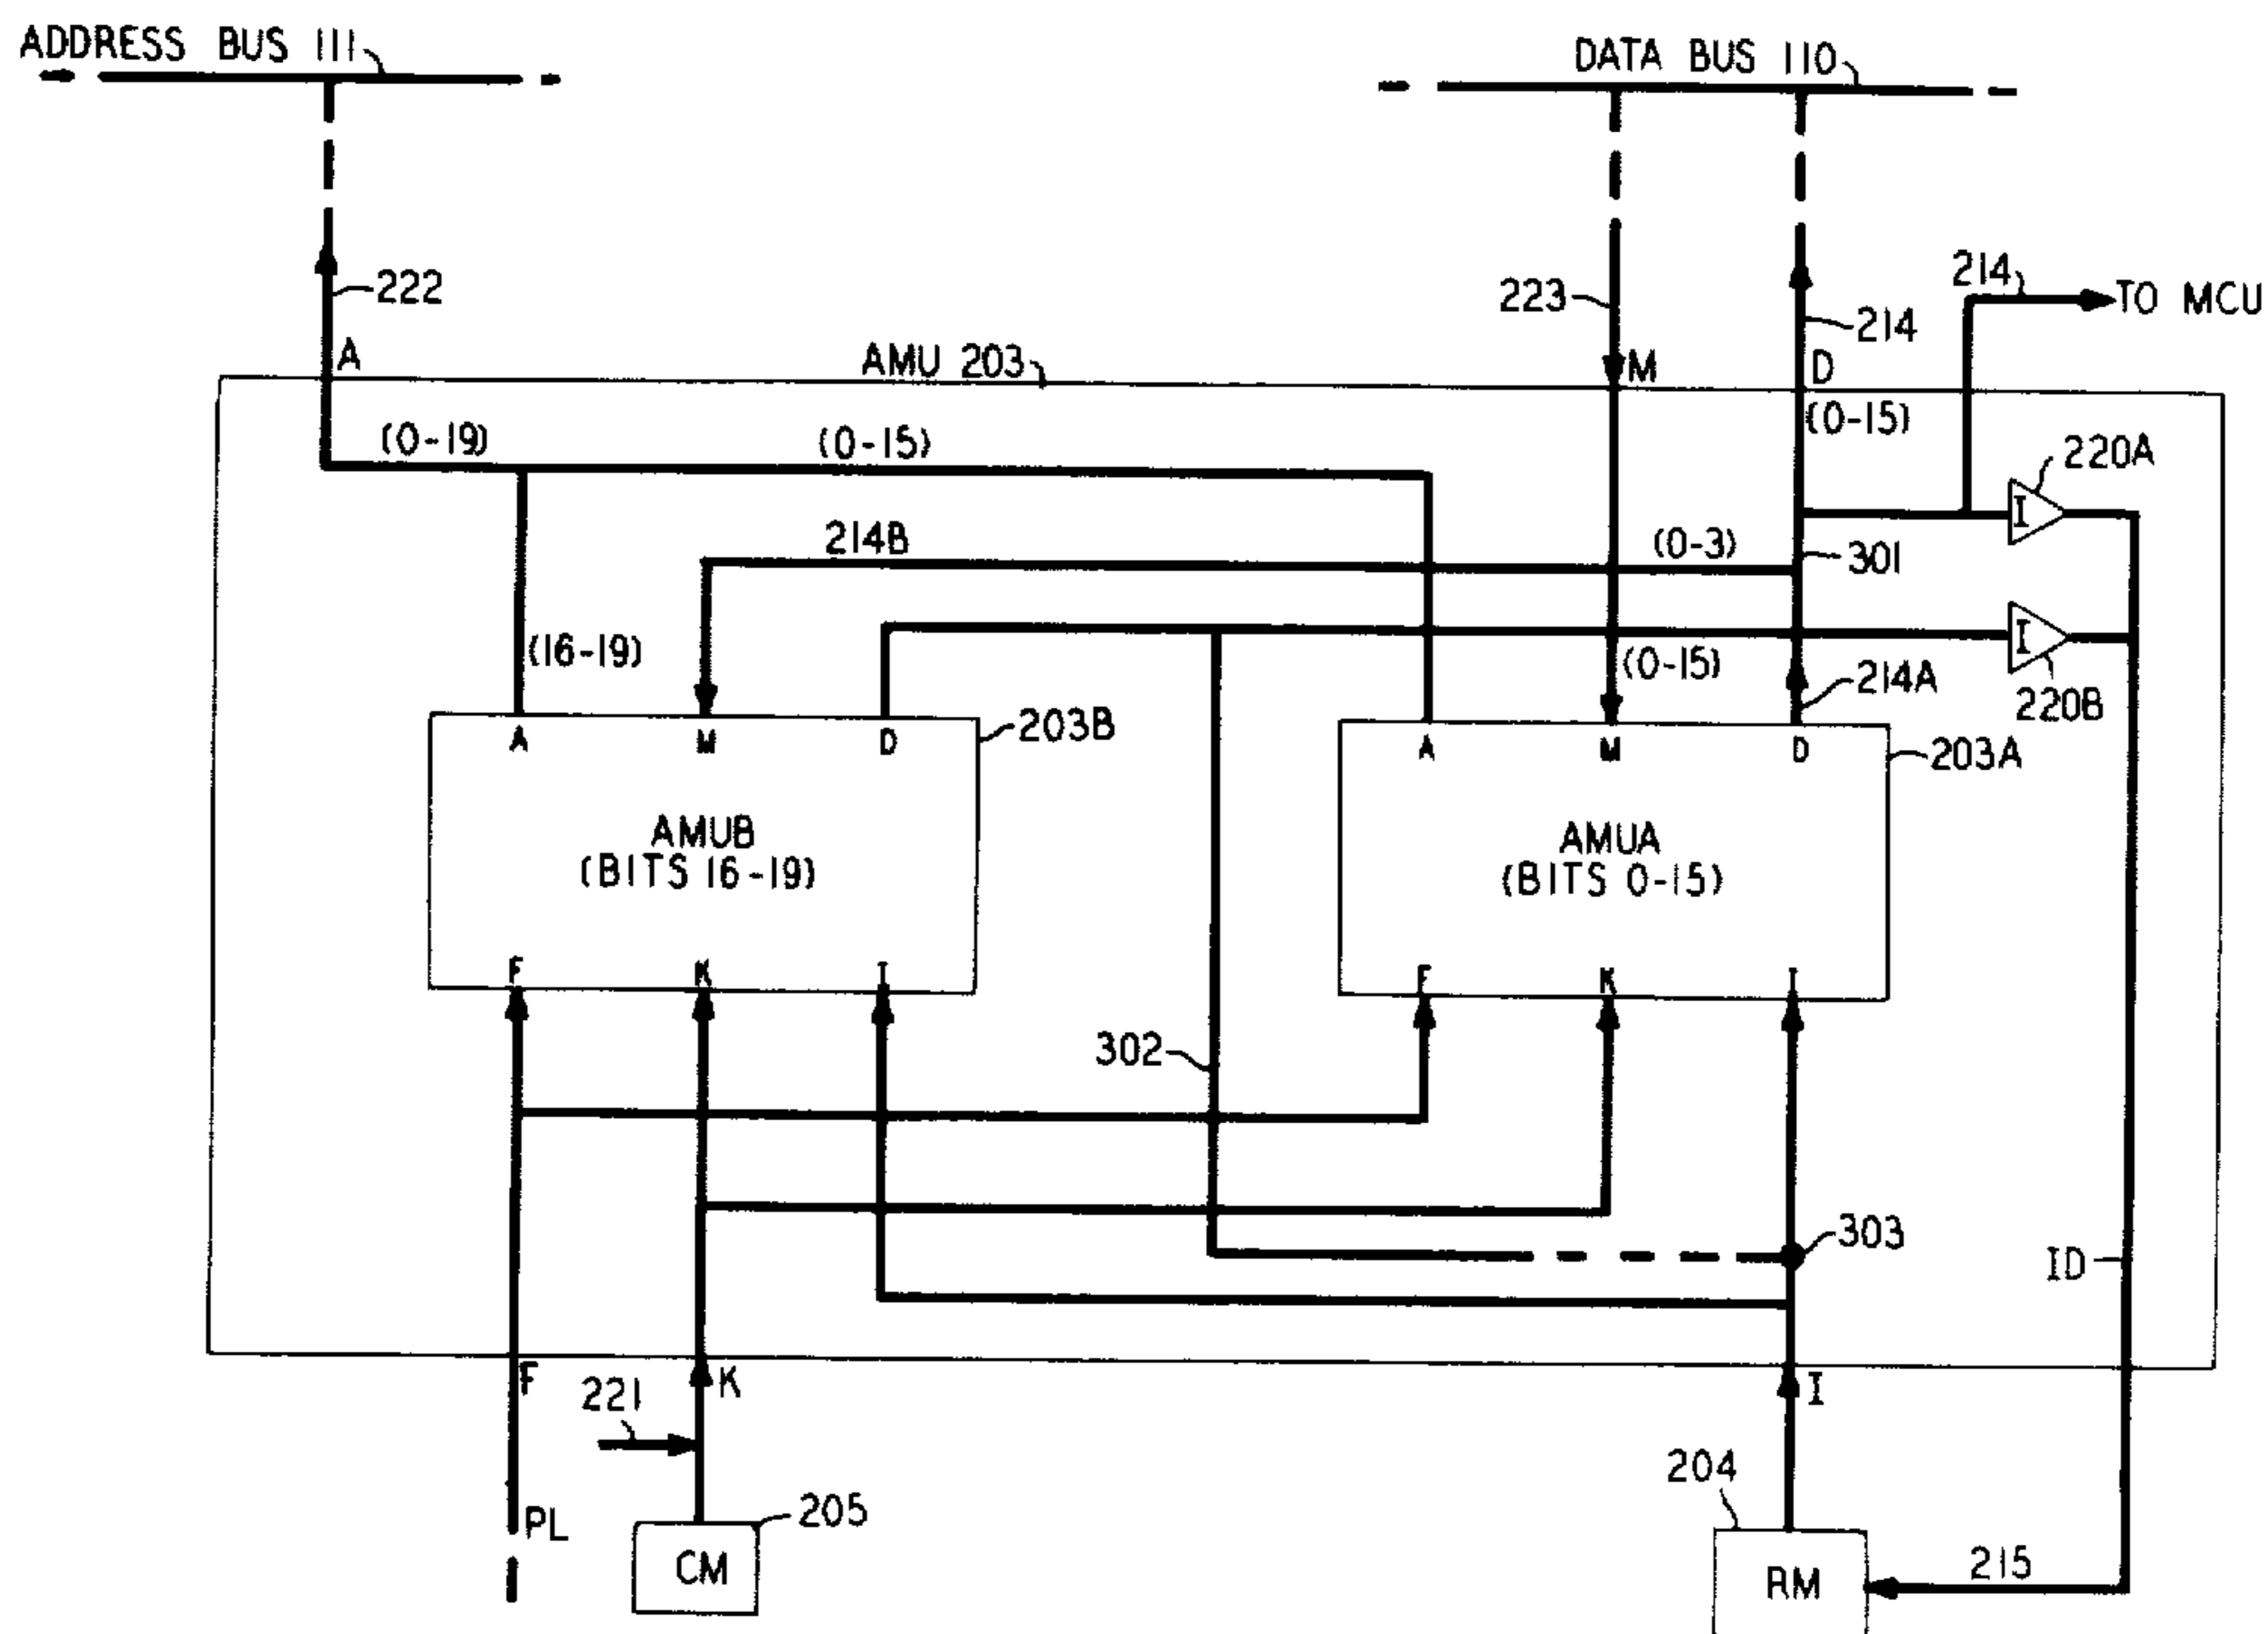 ADDRESS BUS 111
DATA BUS 110
222
223
214
214
TO MCU
A
AMU 203
M
D
(0-19)
(0-15)
(0-15)
220A
I
214B
(0-3)
301
(16-19)
(0-15)
I
214A
220B
A
M
D
203B
A
M
D
203A
AMUB
(BITS 16-19)
AMUA
(BITS 0-15)
F
K
I
F
K
I
302
303
ID
F
221
K
I
PL
205
CM
204
RM
215